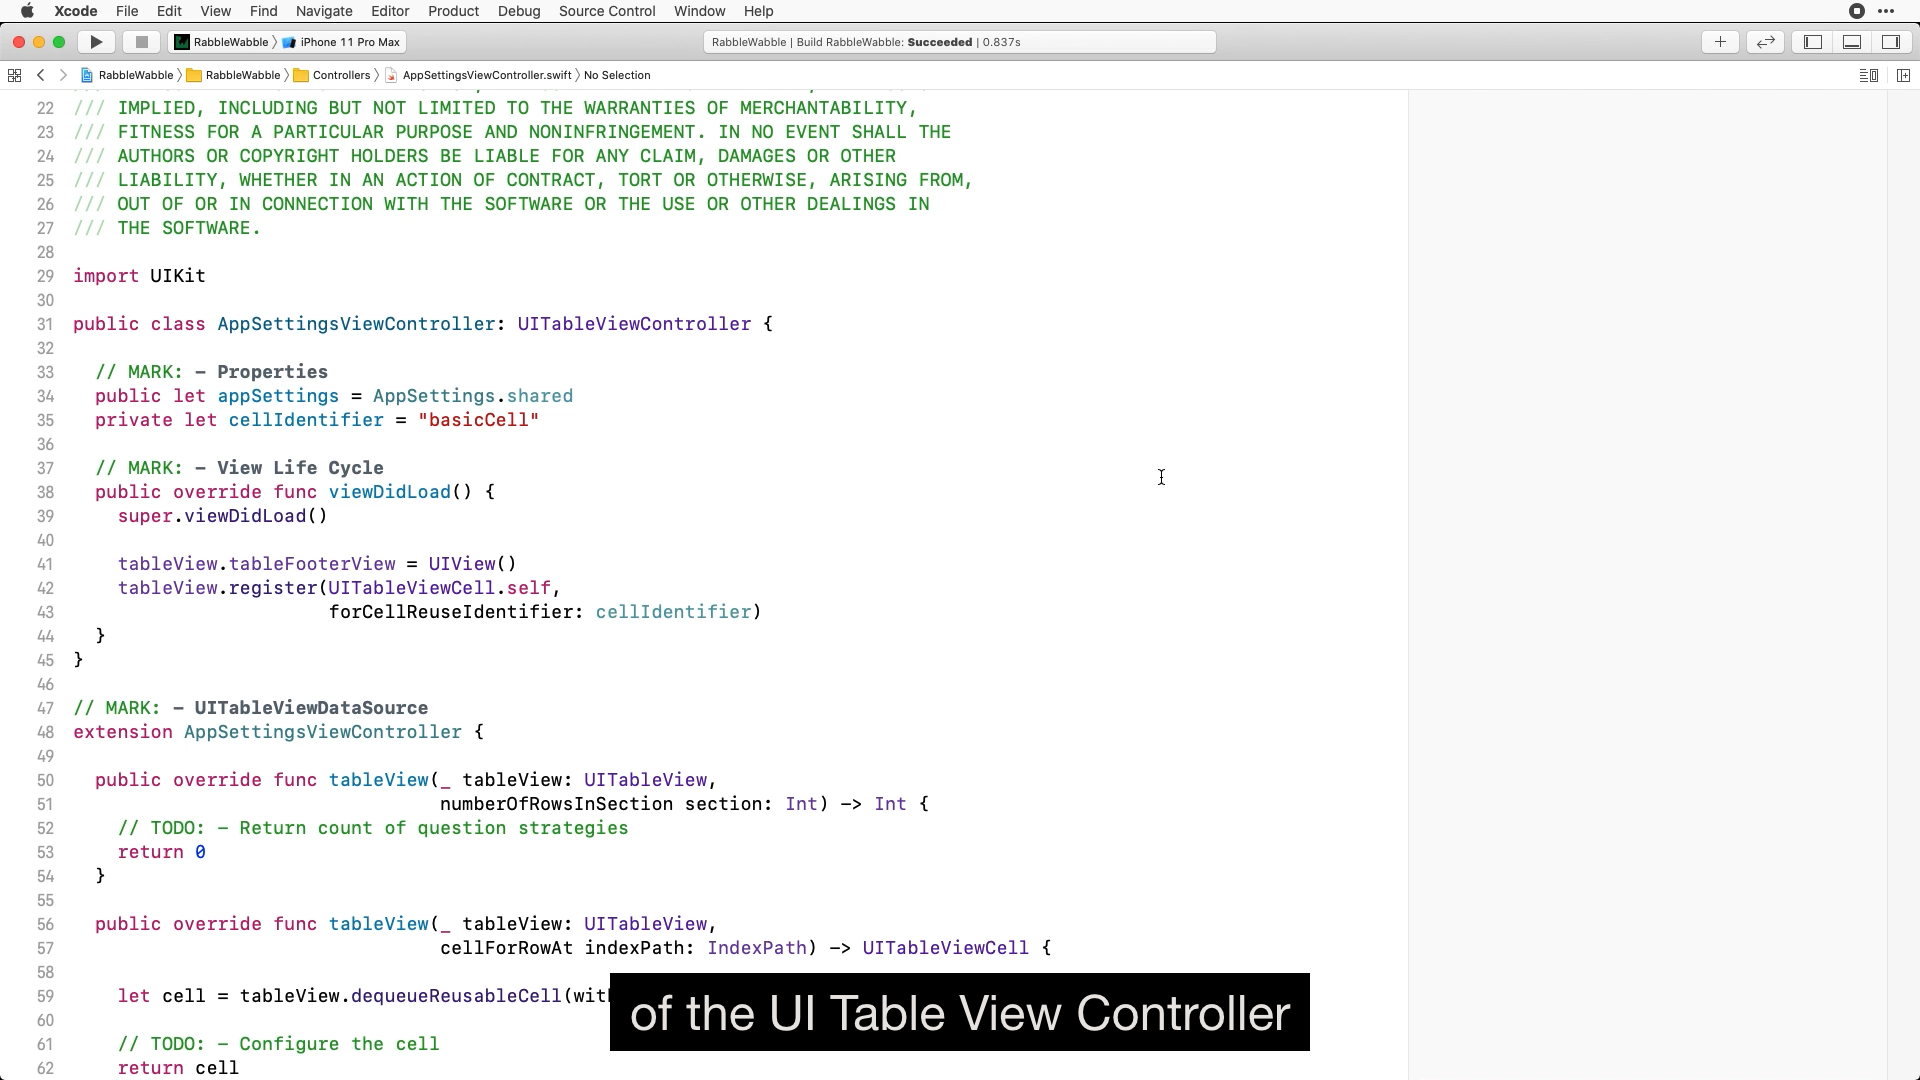 Xcode File Edit View Find Navigate Editor Product Debug Source Control Window Help
RabbleWabble 〉 iPhone 11 Pro Max
RabbleWabble | Build RabbleWabble: Succeeded | 0.837s
RabbleWabble 〉 RabbleWabble 〉 Controllers 〉 AppSettingsViewController.swift 〉 No Selection
22 /// IMPLIED, INCLUDING BUT NOT LIMITED TO THE WARRANTIES OF MERCHANTABILITY,
23 /// FITNESS FOR A PARTICULAR PURPOSE AND NONINFRINGEMENT. IN NO EVENT SHALL THE
24 /// AUTHORS OR COPYRIGHT HOLDERS BE LIABLE FOR ANY CLAIM, DAMAGES OR OTHER
25 /// LIABILITY, WHETHER IN AN ACTION OF CONTRACT, TORT OR OTHERWISE, ARISING FROM,
26 /// OUT OF OR IN CONNECTION WITH THE SOFTWARE OR THE USE OR OTHER DEALINGS IN
27 /// THE SOFTWARE.
28
29 import UIKit
30
31 public class AppSettingsViewController: UITableViewController {
32
33   // MARK: – Properties
34   public let appSettings = AppSettings.shared
35   private let cellIdentifier = "basicCell"
36
37   // MARK: – View Life Cycle
38   public override func viewDidLoad() {
39     super.viewDidLoad()
40
41     tableView.tableFooterView = UIView()
42     tableView.register(UITableViewCell.self,
43                        forCellReuseIdentifier: cellIdentifier)
44   }
45 }
46
47 // MARK: – UITableViewDataSource
48 extension AppSettingsViewController {
49
50   public override func tableView(_ tableView: UITableView,
51                                  numberOfRowsInSection section: Int) -> Int {
52     // TODO: – Return count of question strategies
53     return 0
54   }
55
56   public override func tableView(_ tableView: UITableView,
57                                  cellForRowAt indexPath: IndexPath) -> UITableViewCell {
58
59     let cell = tableView.dequeueReusableCell(with
60
61     // TODO: – Configure the cell
62     return cell
of the UI Table View Controller